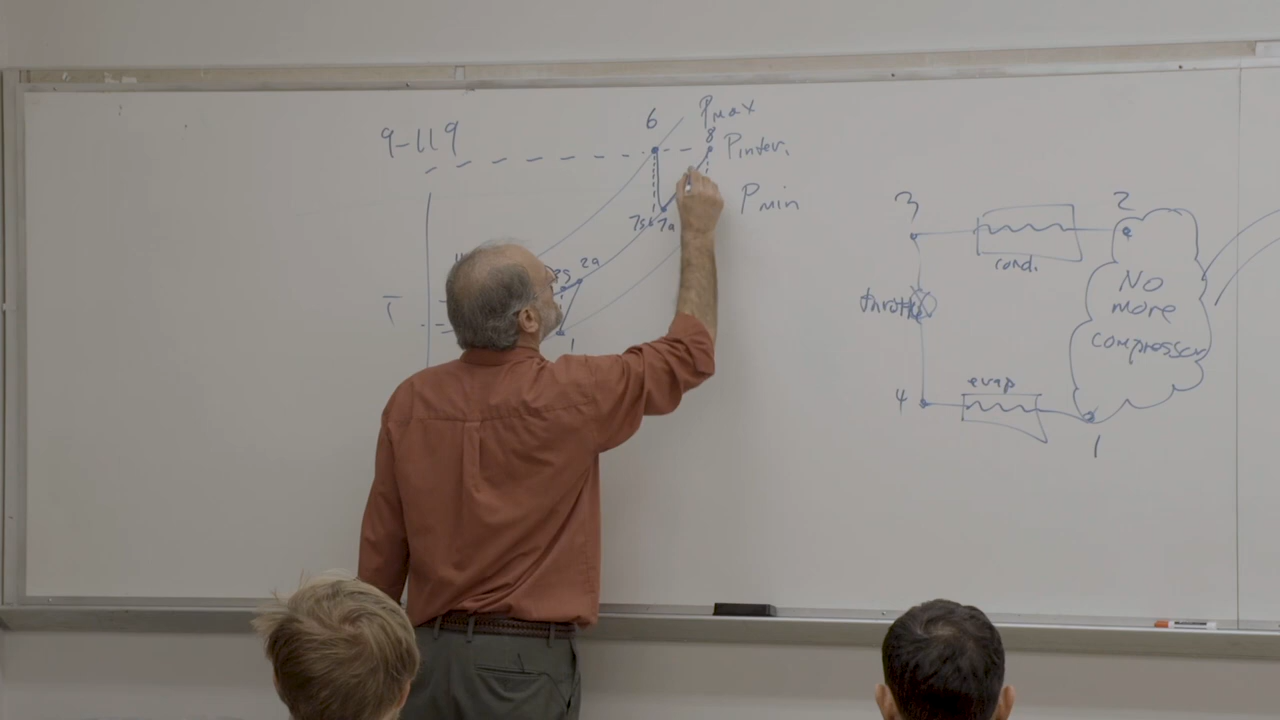 9-119
6
Pmax
8
Pinter.
Pmin
7s
7a
2a
T
1
3
2
cond.
No
more
compressor
throttle
evap
4
1